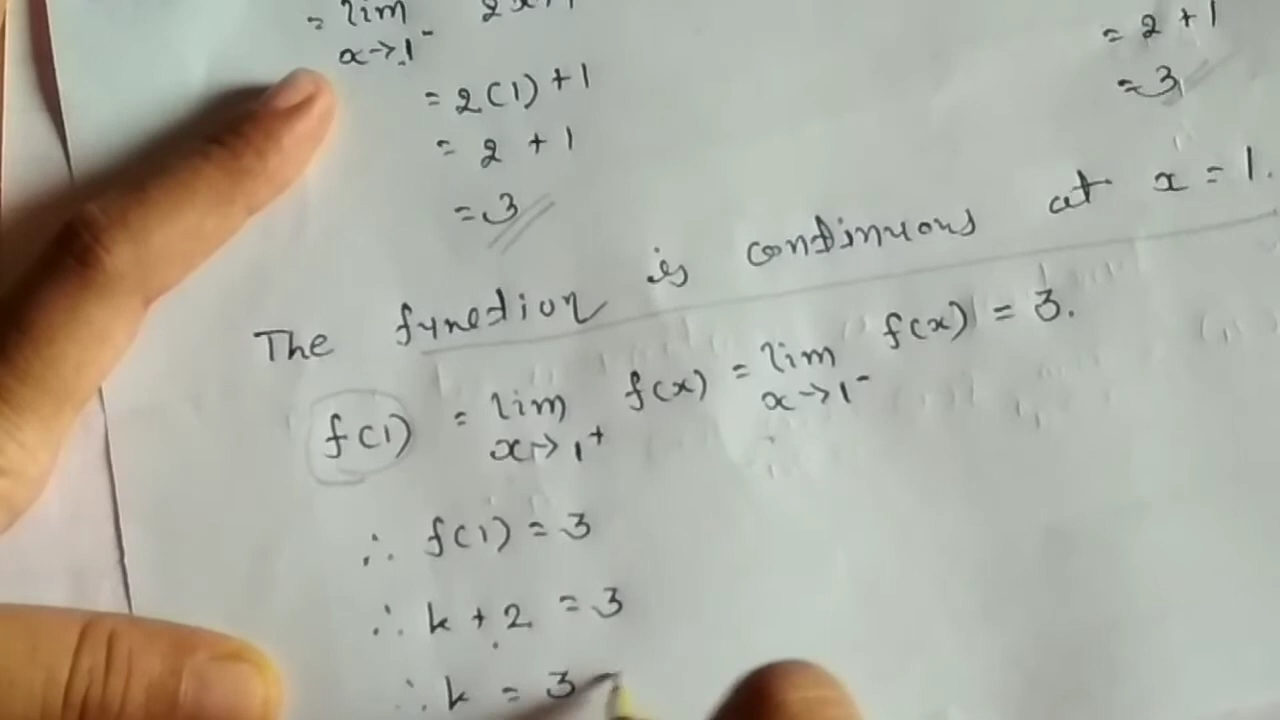 = lim 2x+1
x→1⁻
= 2(1) + 1
= 2 + 1
= 3
= 2 + 1
= 3
The function is continuous at x = 1.
f(1) = lim f(x) = lim f(x) = 3.
x→1⁺ x→1⁻
∴ f(1) = 3
∴ k + 2 = 3
∴ k = 3 -